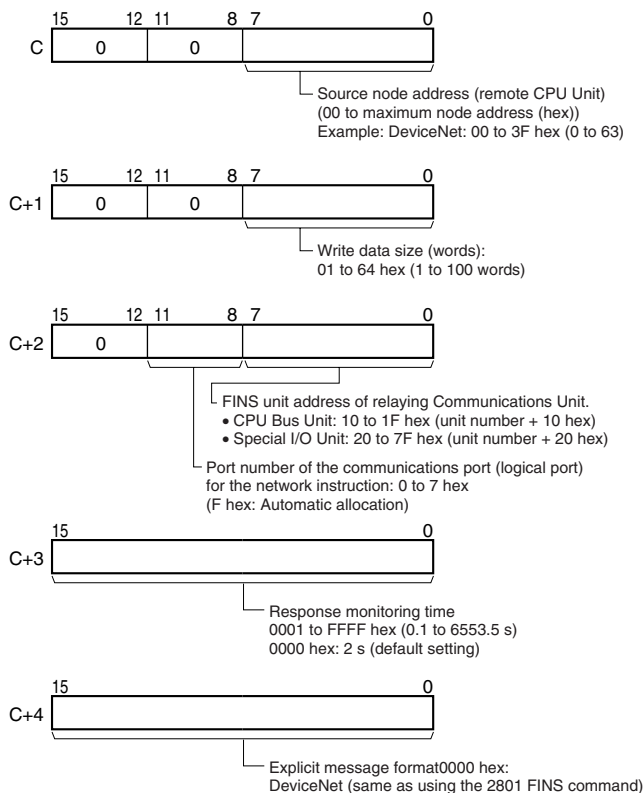 15 12 11 8 7 0
C 0 0
Source node address (remote CPU Unit)
(00 to maximum node address (hex))
Example: DeviceNet: 00 to 3F hex (0 to 63)
15 12 11 8 7 0
C+1 0 0
Write data size (words):
01 to 64 hex (1 to 100 words)
15 12 11 8 7 0
C+2 0
FINS unit address of relaying Communications Unit.
• CPU Bus Unit: 10 to 1F hex (unit number + 10 hex)
• Special I/O Unit: 20 to 7F hex (unit number + 20 hex)
Port number of the communications port (logical port)
for the network instruction: 0 to 7 hex
(F hex: Automatic allocation)
15 0
C+3
Response monitoring time
0001 to FFFF hex (0.1 to 6553.5 s)
0000 hex: 2 s (default setting)
15 0
C+4
Explicit message format0000 hex:
DeviceNet (same as using the 2801 FINS command)